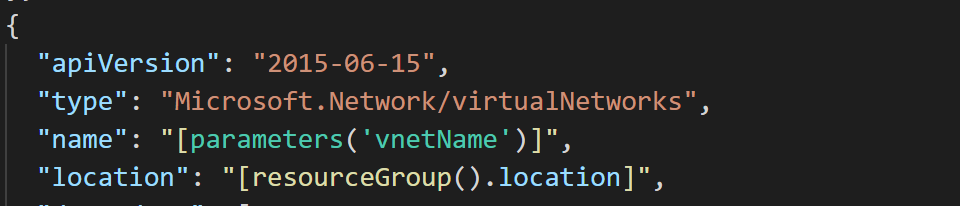 {
"apiVersion": "2015-06-15",
"type": "Microsoft.Network/virtualNetworks",
"name": "[parameters('vnetName')]",
"location": "[resourceGroup().location]",